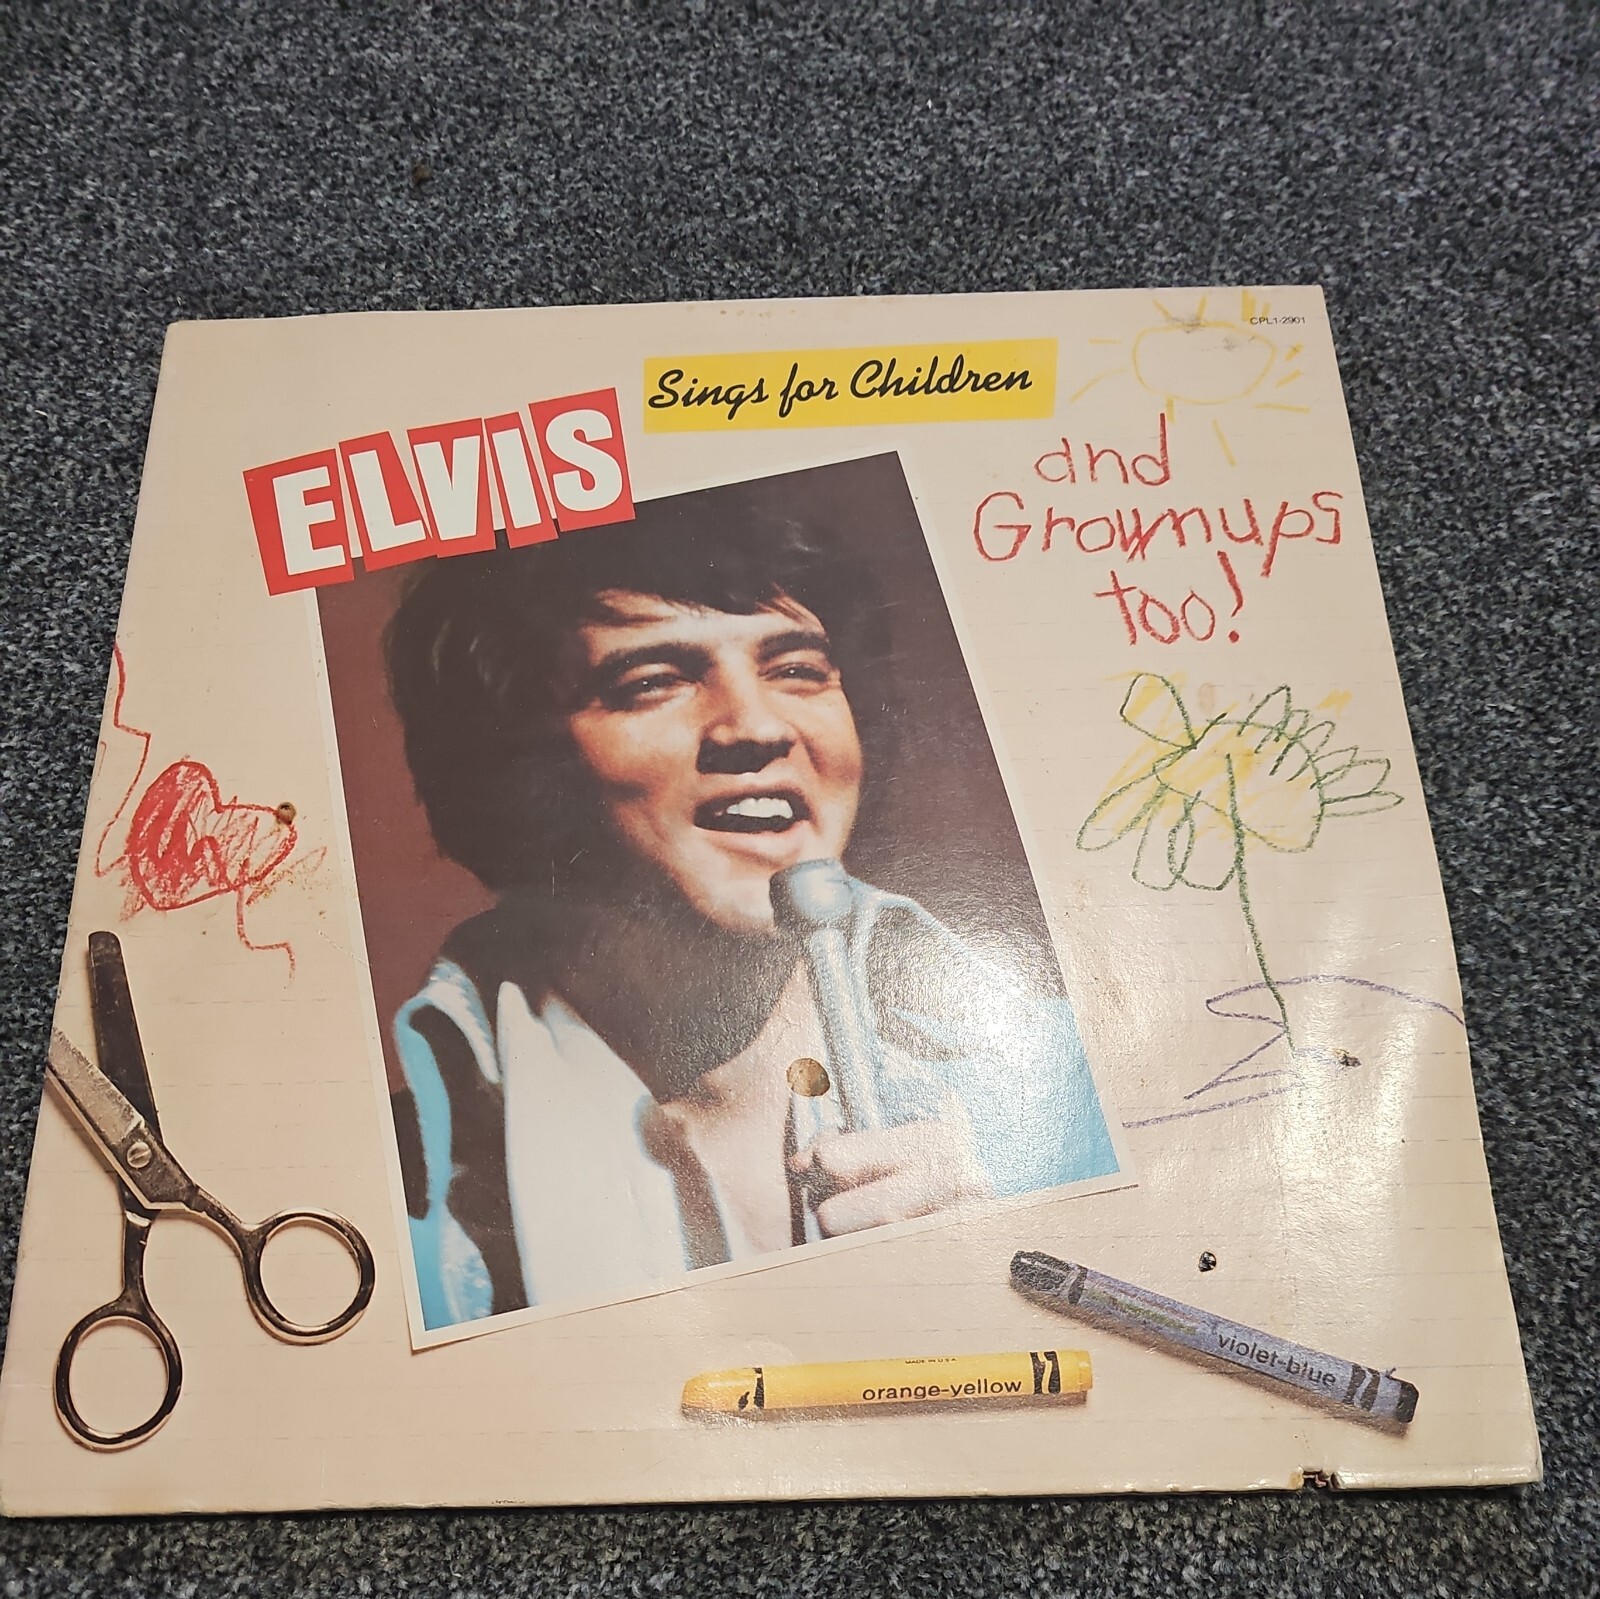 CPL1-2901
Sings for Children
ELVIS
and
Grownups
too!
violet-blue
MADE IN U.S.A.
orange-yellow